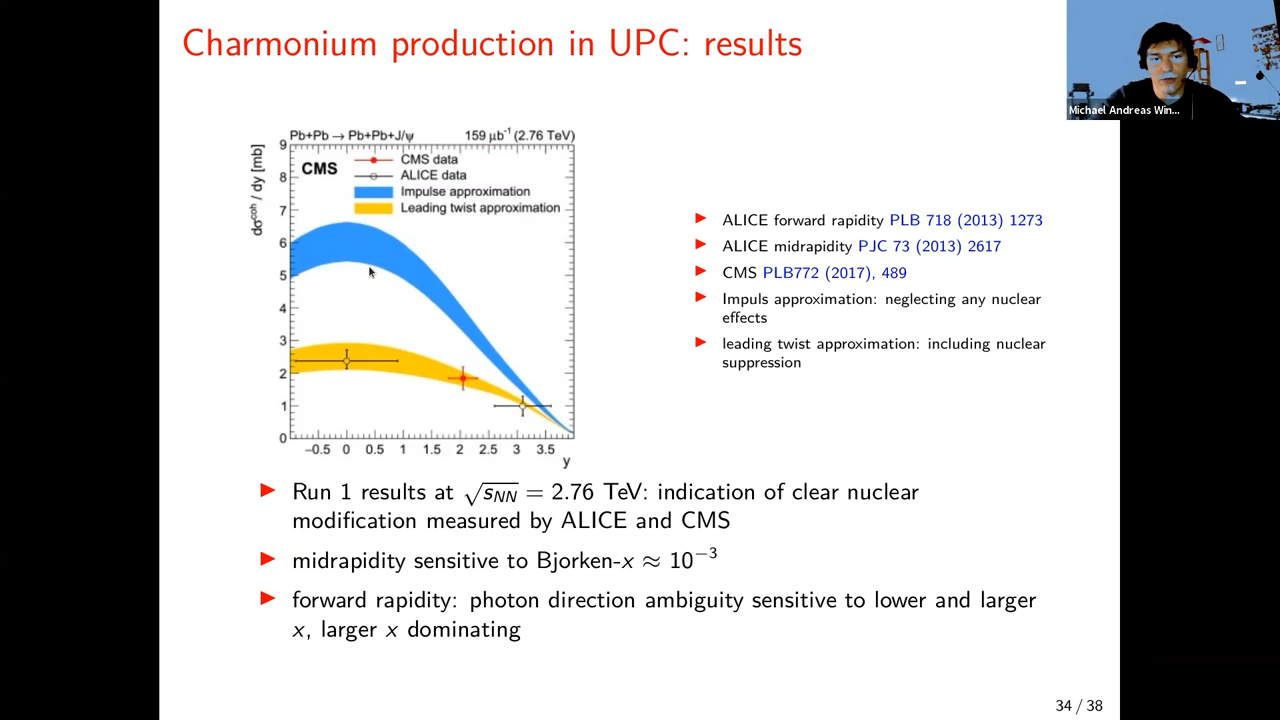 Charmonium production in UPC: results
Michael Andreas Win...
Pb+Pb → Pb+Pb+J/ψ 159 μb⁻¹ (2.76 TeV)
CMS
CMS data
ALICE data
Impulse approximation
Leading twist approximation
dσᶜᵒʰ / dy [mb]
9
8
7
6
5
4
3
2
1
0
−0.5 0 0.5 1 1.5 2 2.5 3 3.5
y
ALICE forward rapidity PLB 718 (2013) 1273
ALICE midrapidity PJC 73 (2013) 2617
CMS PLB772 (2017), 489
Impuls approximation: neglecting any nuclear
effects
leading twist approximation: including nuclear
suppression
Run 1 results at √sNN = 2.76 TeV: indication of clear nuclear
modification measured by ALICE and CMS
midrapidity sensitive to Bjorken-x ≈ 10⁻³
forward rapidity: photon direction ambiguity sensitive to lower and larger
x, larger x dominating
34 / 38